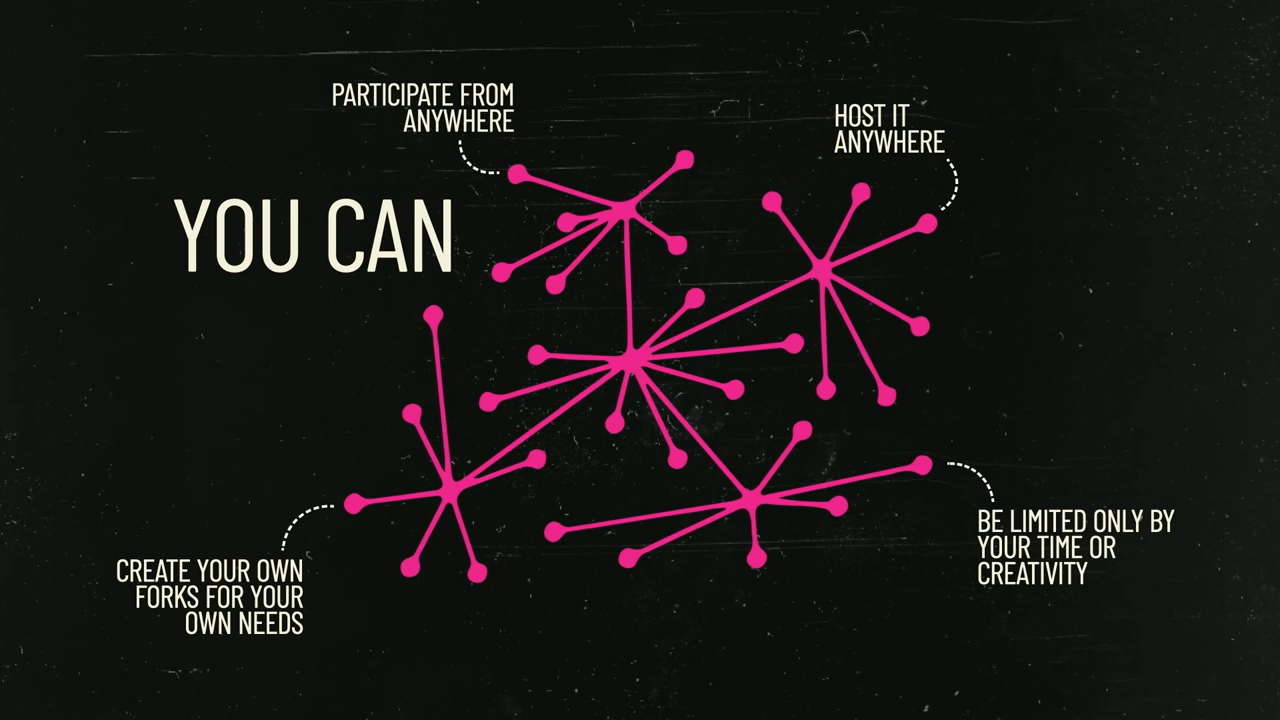 PARTICIPATE FROM
ANYWHERE
HOST IT
ANYWHERE
YOU CAN
BE LIMITED ONLY BY
YOUR TIME OR
CREATIVITY
CREATE YOUR OWN
FORKS FOR YOUR
OWN NEEDS